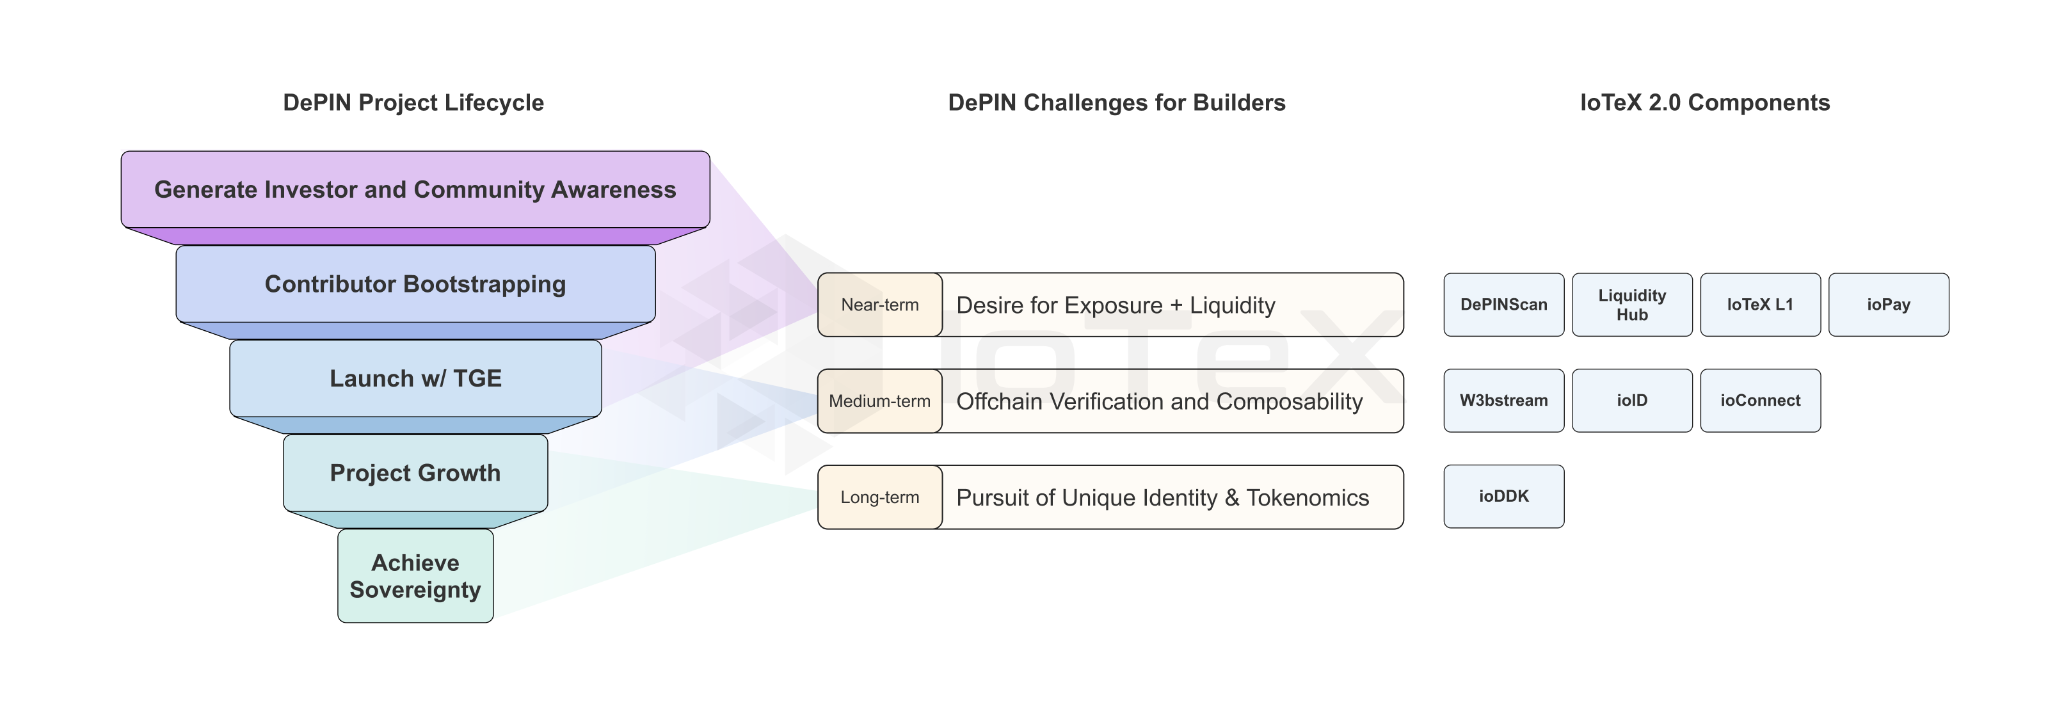 DePIN Project Lifecycle
DePIN Challenges for Builders
IoTeX 2.0 Components
Generate Investor and Community Awareness
Contributor Bootstrapping
Launch w/ TGE
Project Growth
Achieve
Sovereignty
Near-term
Desire for Exposure + Liquidity
DePINScan
Liquidity
Hub
IoTeX L1
ioPay
Medium-term
Offchain Verification and Composability
W3bstream
ioID
ioConnect
Long-term
Pursuit of Unique Identity & Tokenomics
ioDDK
IoTeX